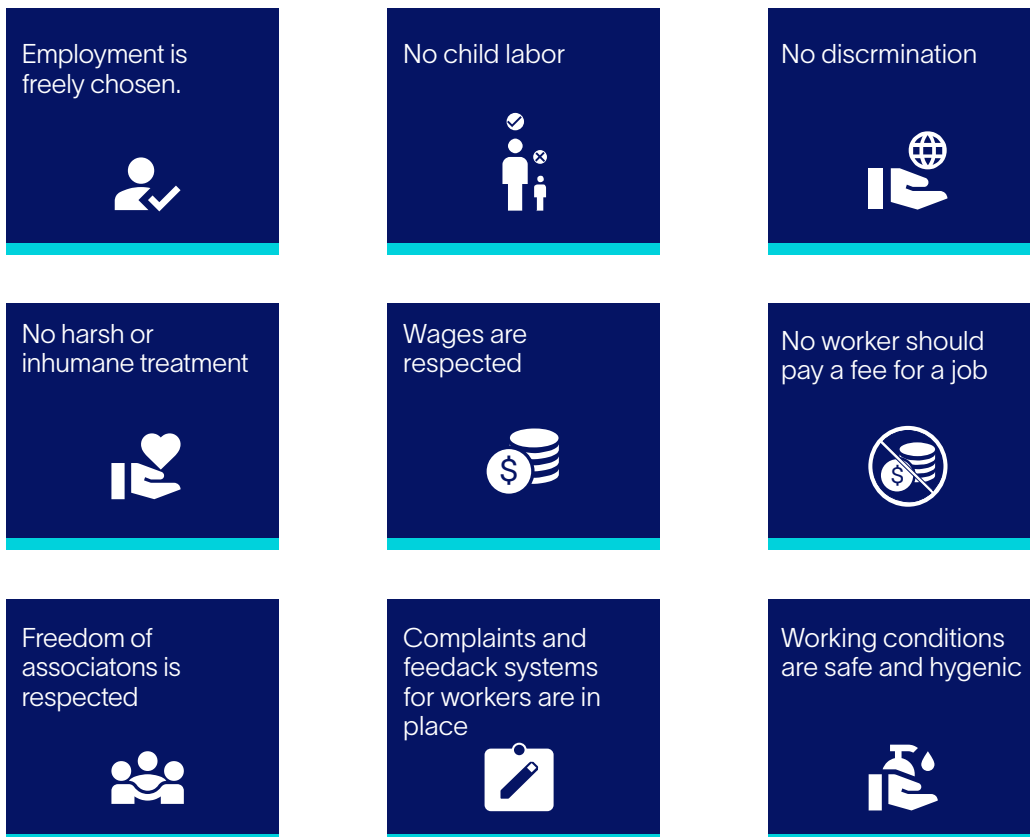 Employment is
freely chosen.
No child labor
No discrmination
No harsh or
inhumane treatment
Wages are
respected
$
No worker should
pay a fee for a job
$
Freedom of
associatons is
respected
Complaints and
feedack systems
for workers are in
place
Working conditions
are safe and hygenic